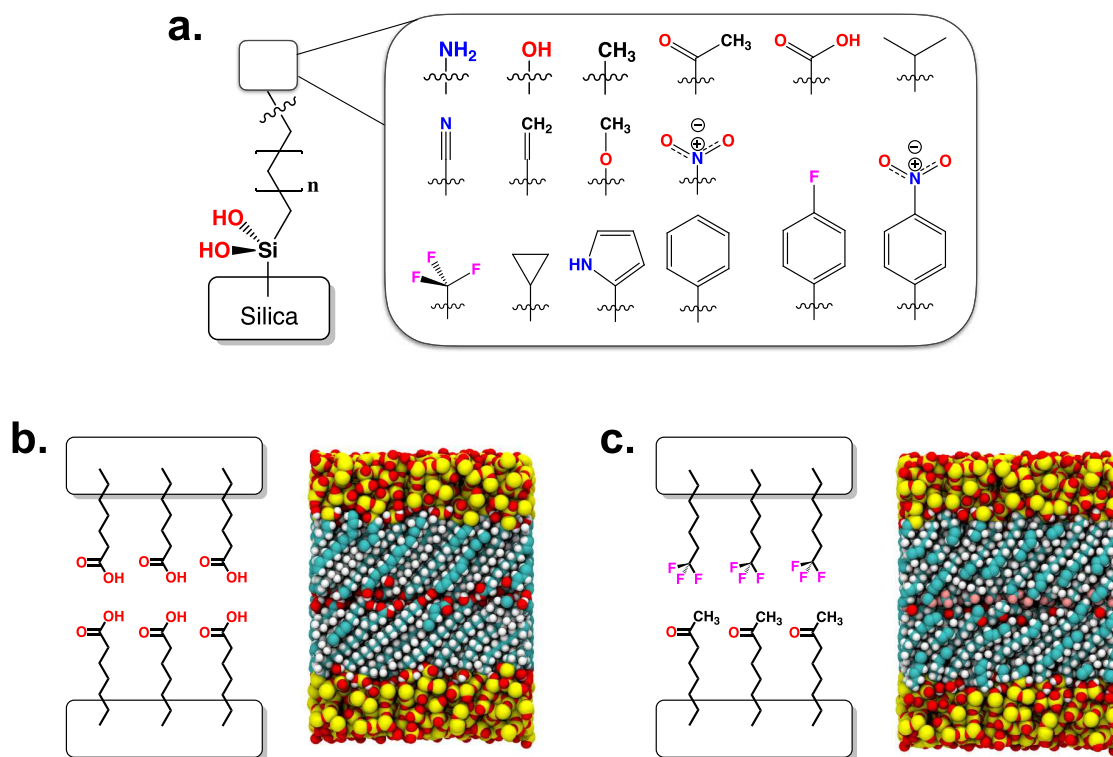 a.
NH2 OH CH3 O CH3 O OH
N CH2 CH3 O ⊖ O ⊕ N O
F ⊖ O ⊕ N O
n
HO
HO Si
F F F HN
Silica
b.
O OH O OH O OH
O OH O OH O OH
c.
F F F F F F F F F
O CH3 O CH3 O CH3